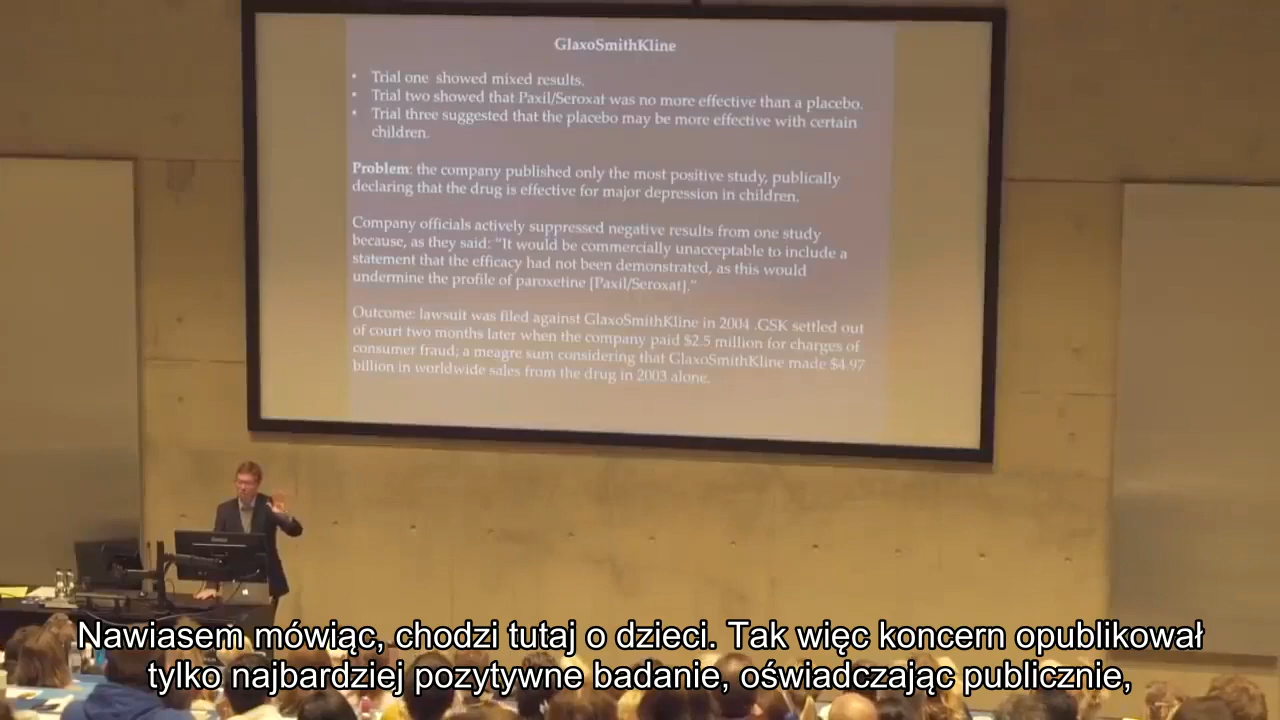 GlaxoSmithKline
• Trial one showed mixed results.
• Trial two showed that Paxil/Seroxat was no more effective than a placebo.
• Trial three suggested that the placebo may be more effective with certain
children.
Problem: the company published only the most positive study, publically
declaring that the drug is effective for major depression in children.
Company officials actively suppressed negative results from one study
because, as they said: “It would be commercially unacceptable to include a
statement that the efficacy had not been demonstrated, as this would
undermine the profile of paroxetine [Paxil/Seroxat].”
Outcome: lawsuit was filed against GlaxoSmithKline in 2004 .GSK settled out
of court two months later when the company paid $2.5 million for charges of
consumer fraud; a meagre sum considering that GlaxoSmithKline made $4.97
billion in worldwide sales from the drug in 2003 alone.
Nawiasem mówiąc, chodzi tutaj o dzieci. Tak więc koncern opublikował
tylko najbardziej pozytywne badanie, oświadczając publicznie,